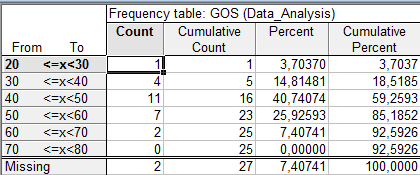 Frequency table: GOS (Data_Analysis)
Count Cumulative Percent Cumulative
From To Count Percent
20 <=x<30 1 1 3,70370 3,7037
30 <=x<40 4 5 14,81481 18,5185
40 <=x<50 11 16 40,74074 59,2593
50 <=x<60 7 23 25,92593 85,1852
60 <=x<70 2 25 7,40741 92,5926
70 <=x<80 0 25 0,00000 92,5926
Missing 2 27 7,40741 100,0000